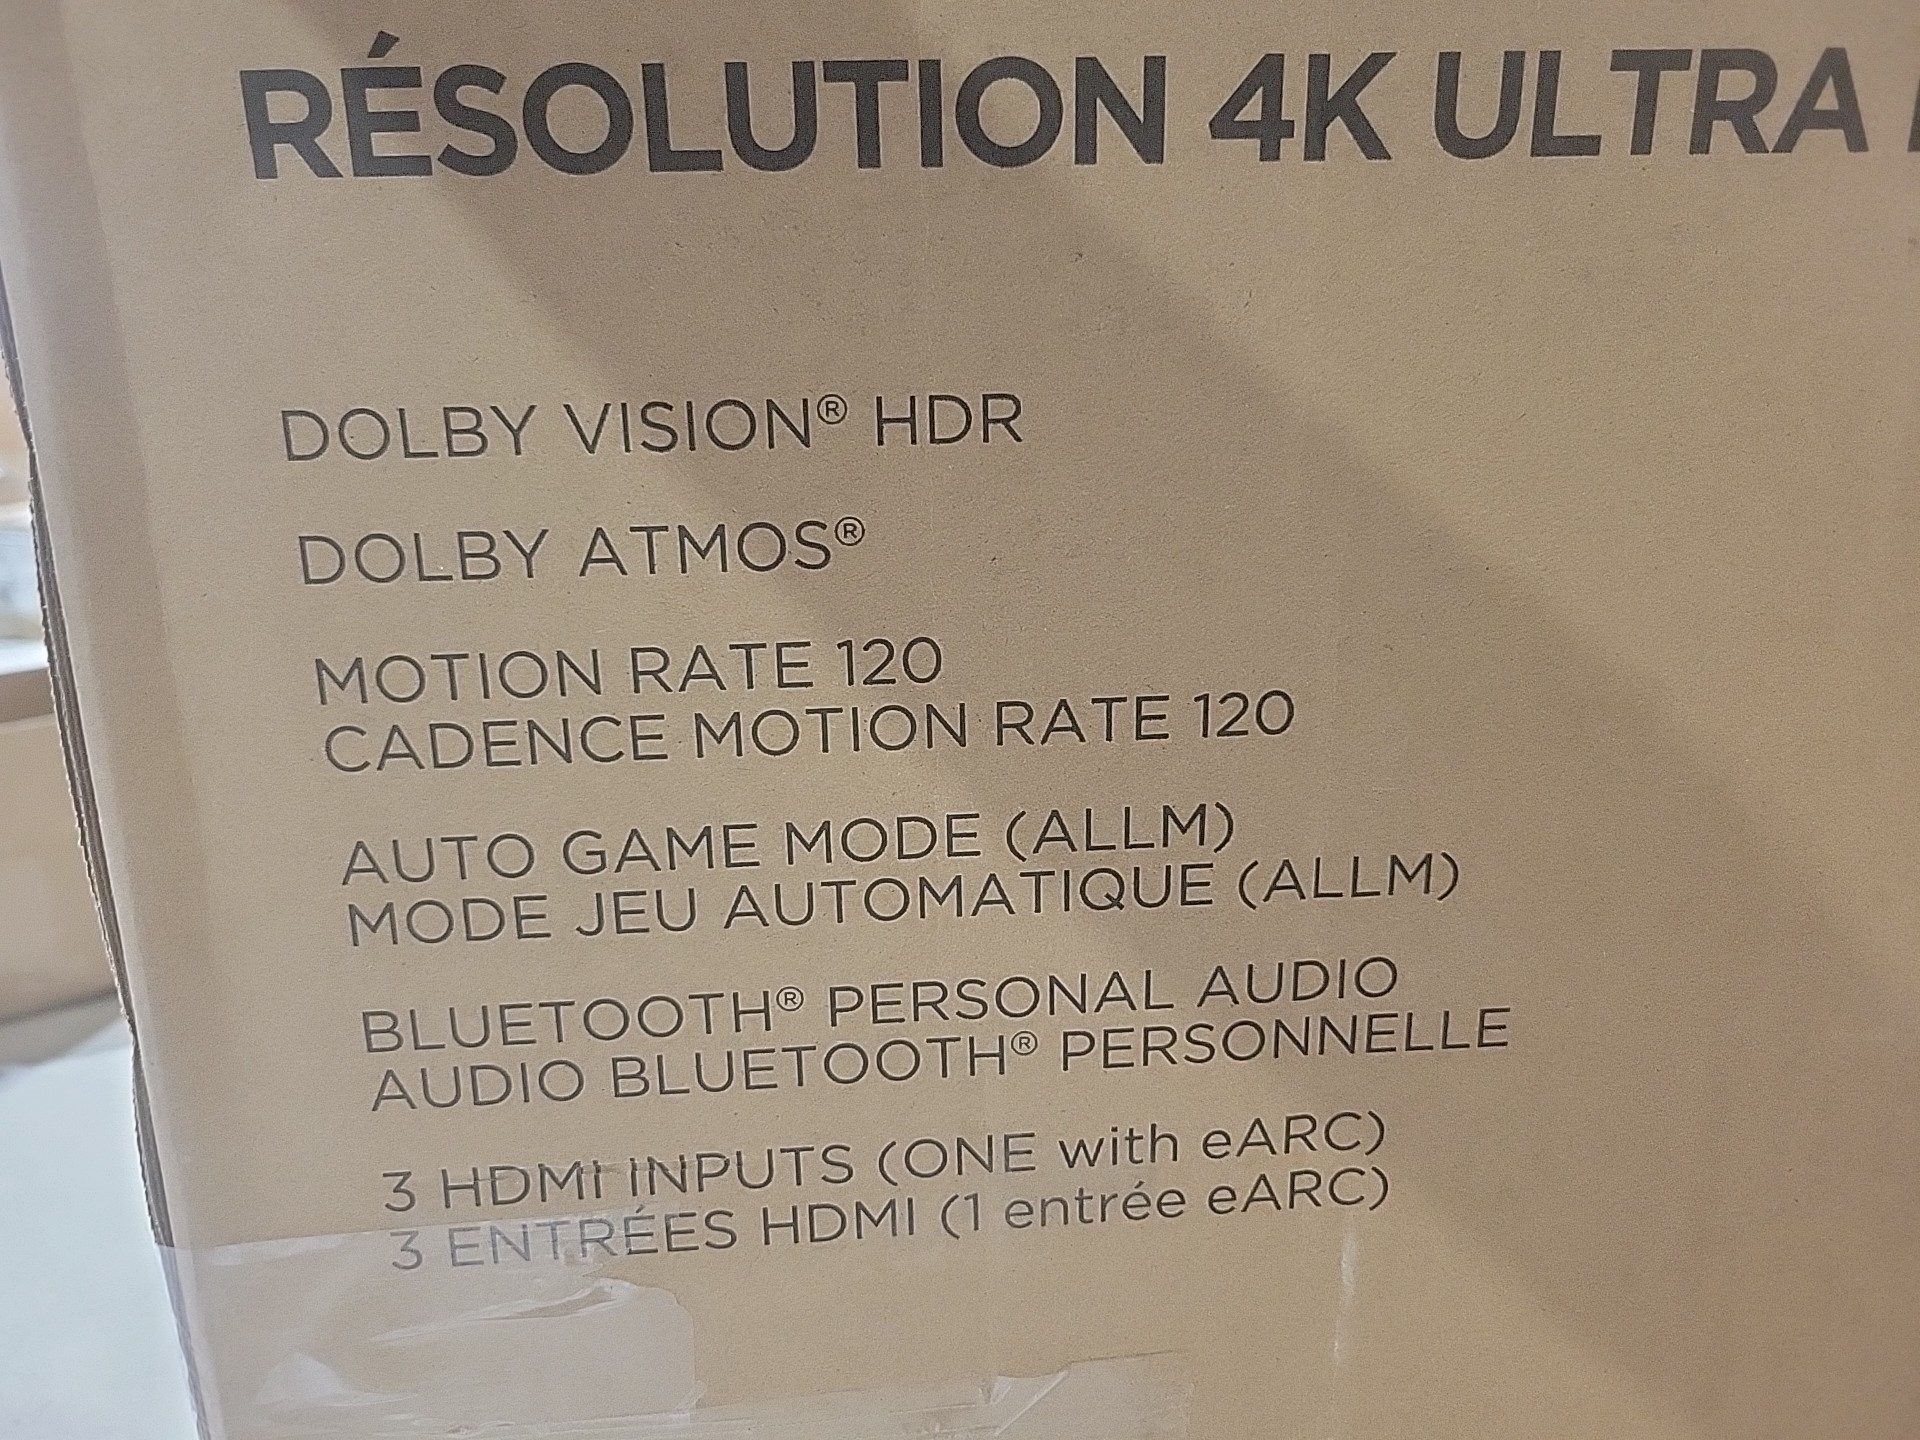 RÉSOLUTION 4K ULTRA
DOLBY VISION® HDR
DOLBY ATMOS®
MOTION RATE 120
CADENCE MOTION RATE 120
AUTO GAME MODE (ALLM)
MODE JEU AUTOMATIQUE (ALLM)
BLUETOOTH® PERSONAL AUDIO
AUDIO BLUETOOTH® PERSONNELLE
3 HDMI INPUTS (ONE with eARC)
3 ENTRÉES HDMI (1 entrée eARC)